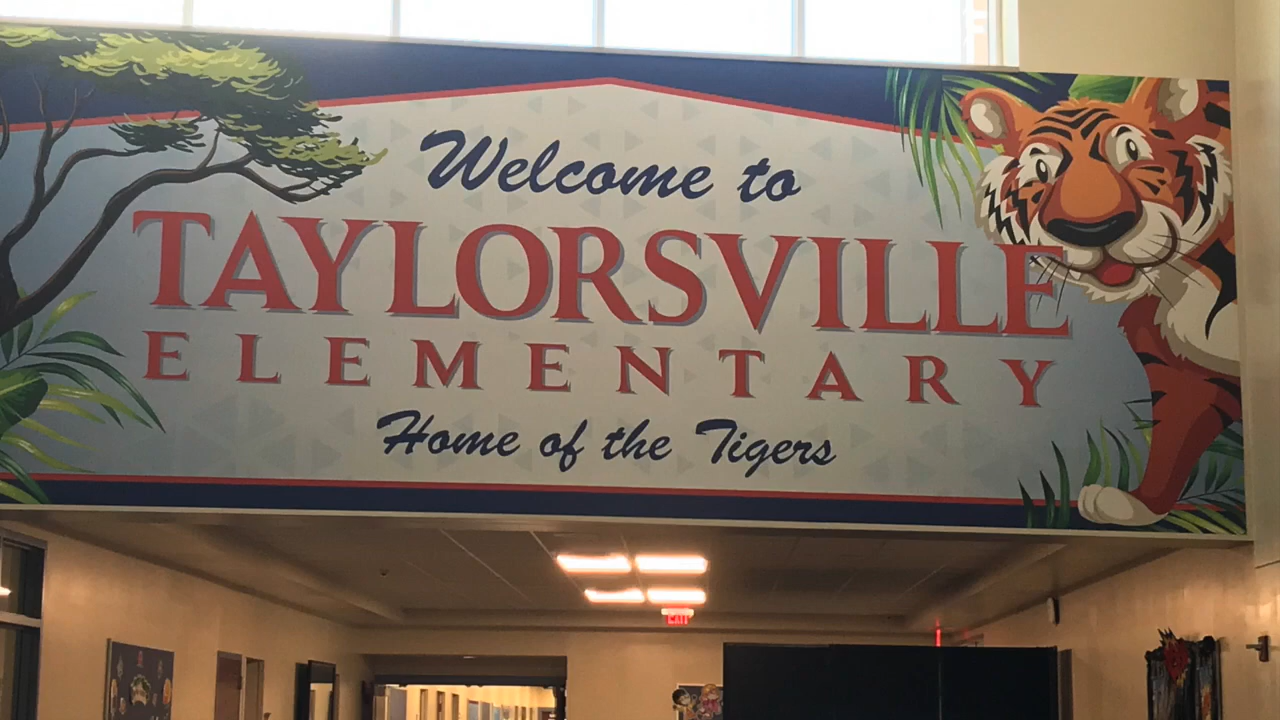 Welcome to
TAYLORSVILLE
ELEMENTARY
Home of the Tigers
EXIT